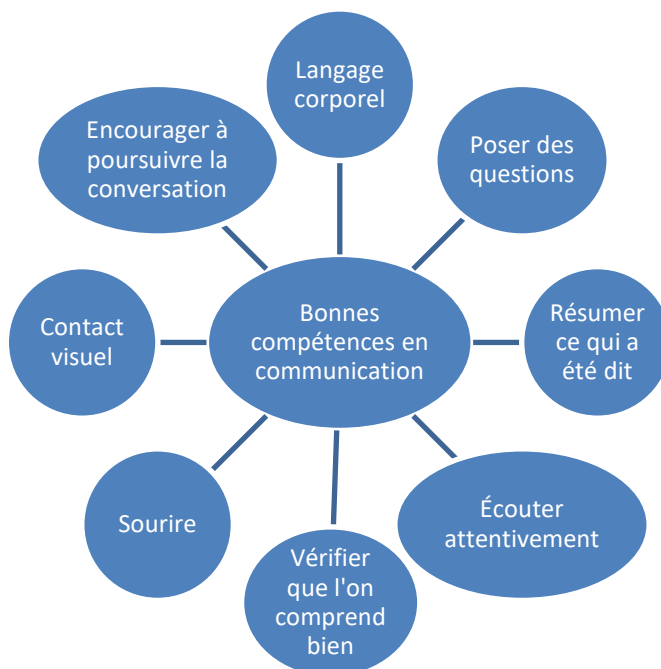 Langage
corporel
Encourager à
poursuivre la
conversation
Poser des
questions
Contact
visuel
Bonnes
compétences en
communication
Résumer
ce qui a
été dit
Sourire
Écouter
attentivement
Vérifier
que l'on
comprend
bien